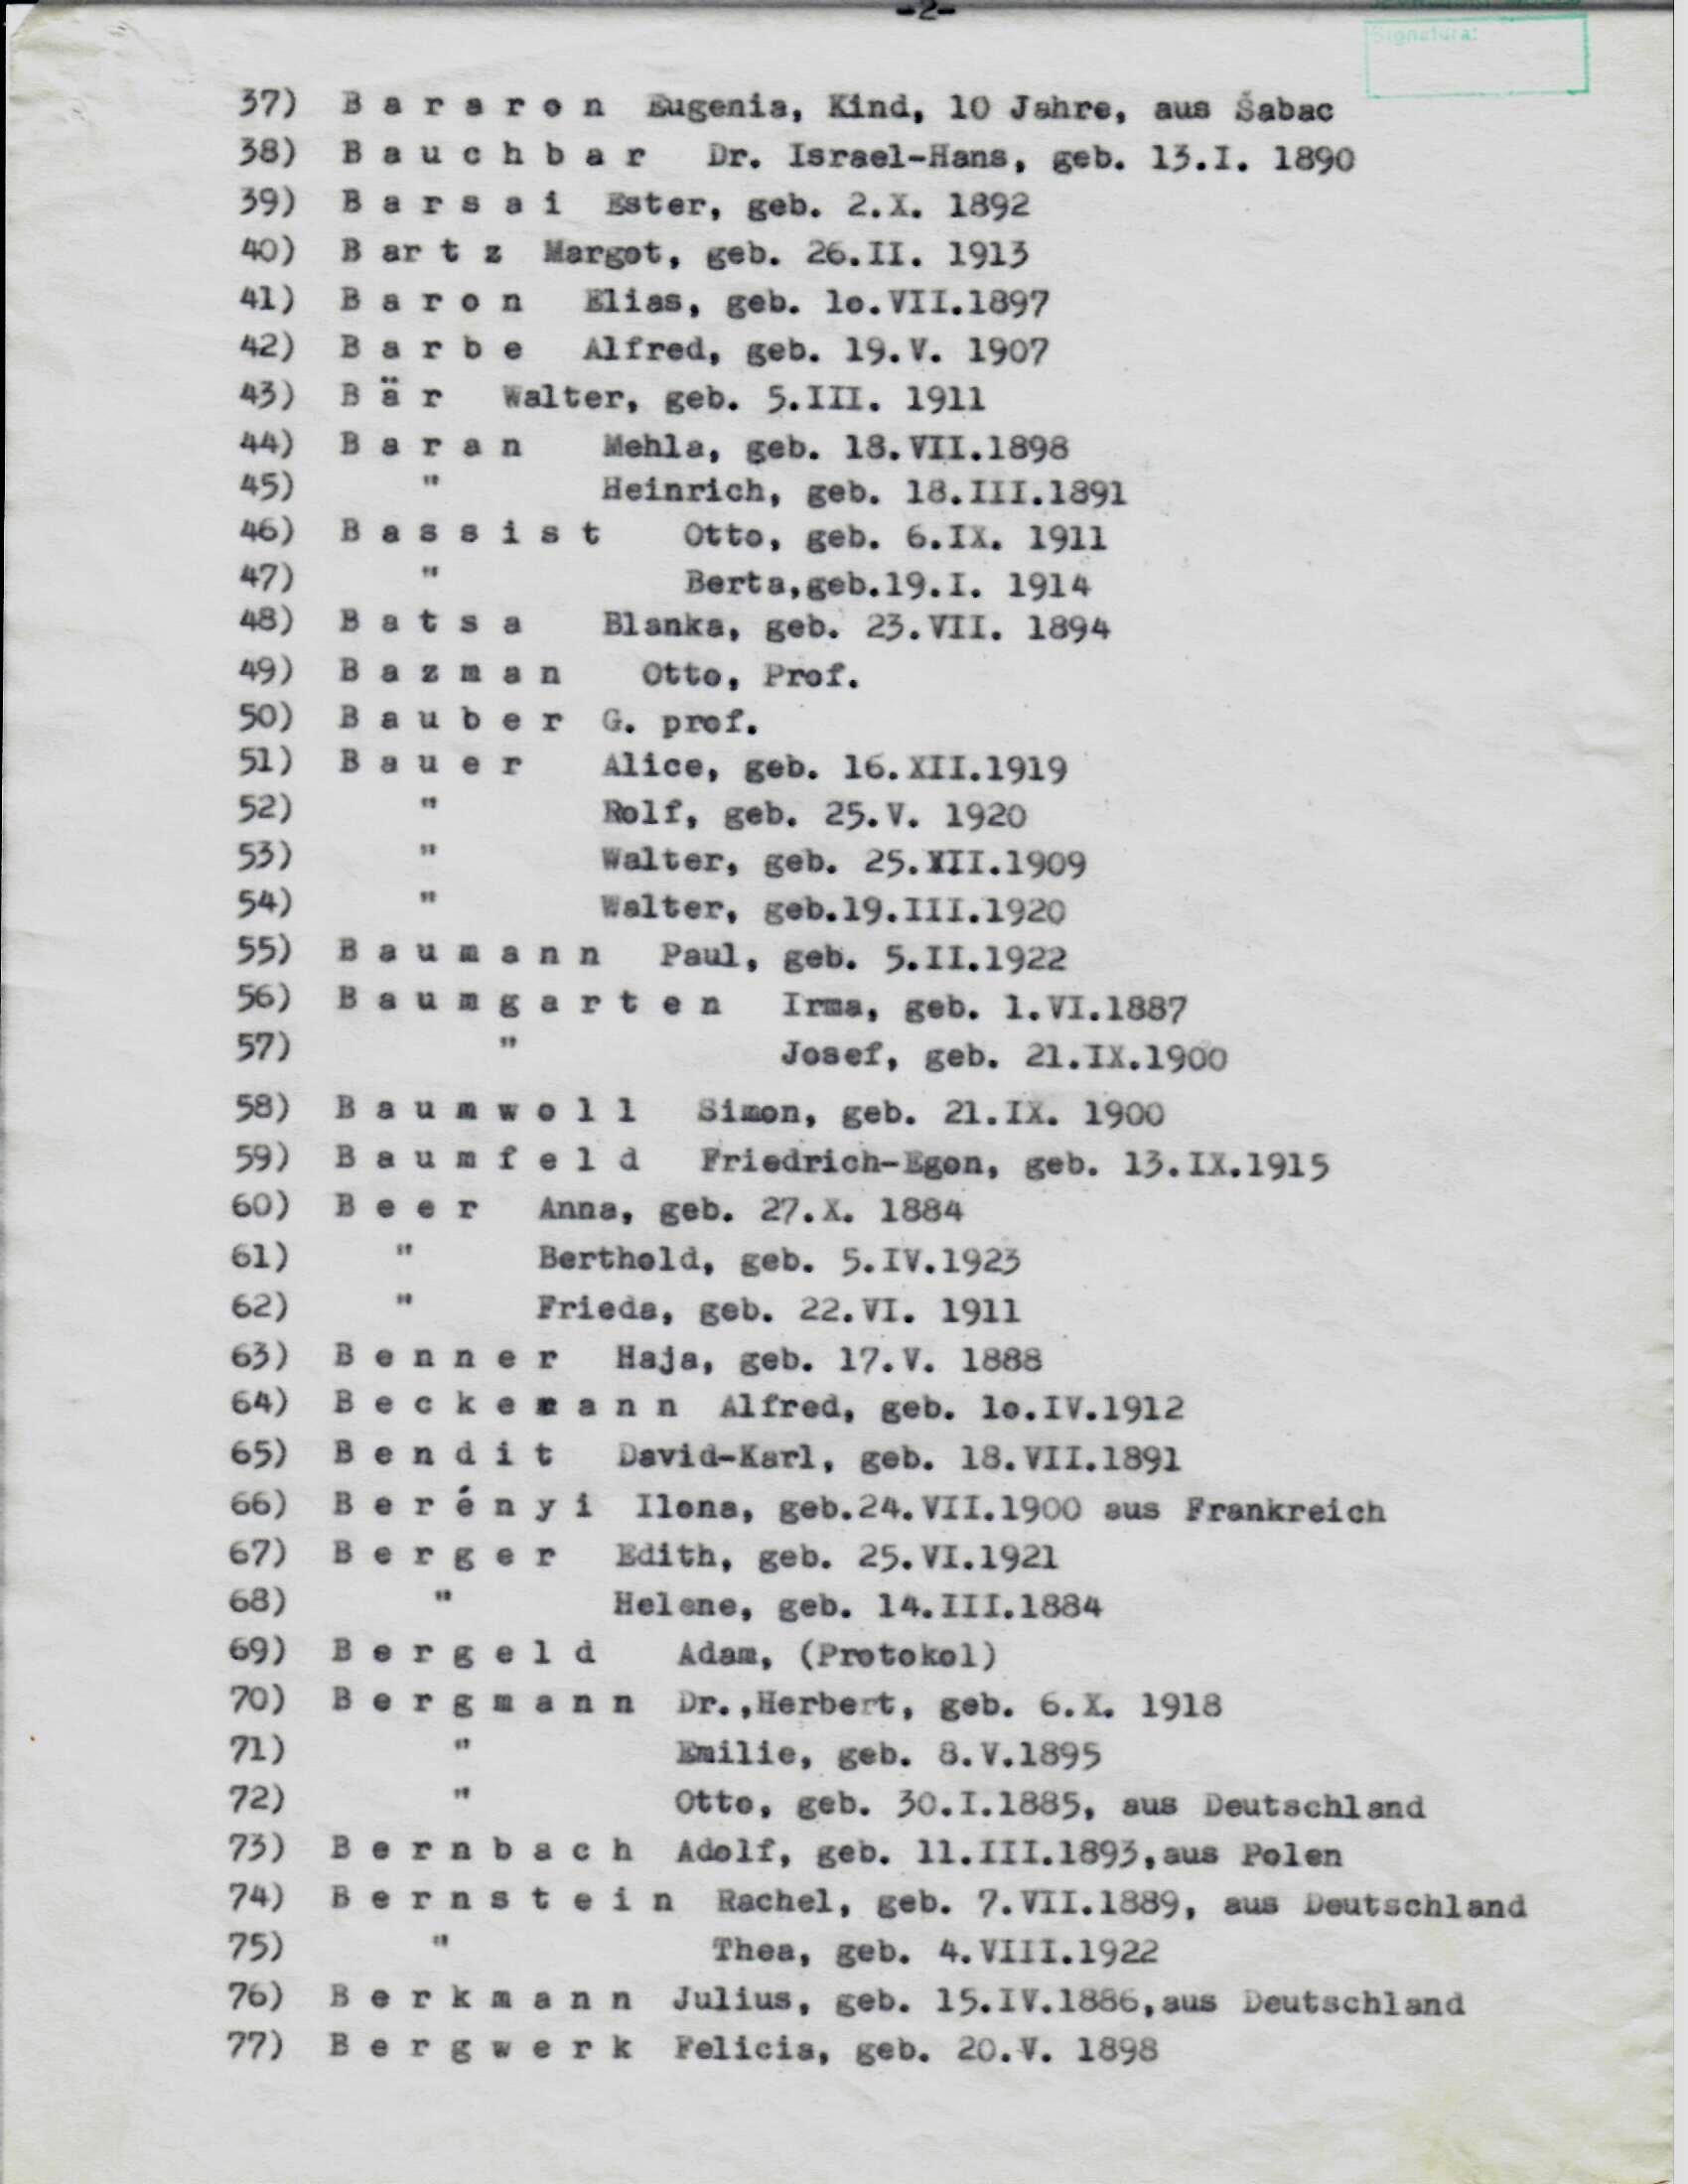 -2-
Signatura:
37) B a r a r o n Eugenia, Kind, 10 Jahre, aus Šabac
38) B a u c h b a r Dr. Israel-Hans, geb. 13.I. 1890
39) B a r s a i Ester, geb. 2.X. 1892
40) B ar t z Margot, geb. 26.II. 1913
41) B a r o n Elias, geb. lo.VII.1897
42) B a r b e Alfred, geb. 19.V. 1907
43) B ä r Walter, geb. 5.III. 1911
44) B a r a n Mehla, geb. 18.VII.1898
45) " Heinrich, geb. 18.III.1891
46) B a s s i s t Otto, geb. 6.IX. 1911
47) " Berta,geb.19.I. 1914
48) B a t s a Blanka, geb. 23.VII. 1894
49) B a z m a n Otto, Prof.
50) B a u b e r G. prof.
51) B a u e r Alice, geb. 16.XII.1919
52) " Rolf, geb. 25.V. 1920
53) " Walter, geb. 1909
54) " Walter, geb.19.III.1920
55) B a u m a n n Paul, geb. 5.II.1922
56) B a u m g a r t e n Irma, geb. 1.VI.1887
57) " Josef, geb. 21.IX.1900
58) B a u m w o l l Simon, geb. 21.IX. 1900
59) B a u m f e l d Friedrich-Egon, geb. 13.IX.1915
60) B e e r Anna, geb. 27.X. 1884
61) " Berthold, geb. 5.IV.1923
62) " Frieda, geb. 22.VI. 1911
63) B e n n e r Haja, geb. 17.V. 1888
64) B e c k e m a n n Alfred, geb. lo.IV.1912
65) B e n d i t David-Karl, geb. 18.VII.1891
66) B e r é n y i Ilona, geb.24.VII.1900 aus Frankreich
67) B e r g e r Edith, geb. 25.VI.1921
68) " Helene, geb. 14.III.1884
69) B e r g e l d Adam, (Protokol)
70) B e r g m a n n Dr.,Herbert, geb. 6.X. 1918
71) " Emilie, geb. 8.V.1895
72) " Otto, geb. 30.I.1885, aus Deutschland
73) B e r n b a c h Adolf, geb. 11.III.1893,aus Polen
74) B e r n s t e i n Rachel, geb. 7.VII.1889, aus Deutschland
75) " Thea, geb. 4.VIII.1922
76) B e r k m a n n Julius, geb. 15.IV.1886,aus Deutschland
77) B e r g w e r k Felicia, geb. 20.V. 1898